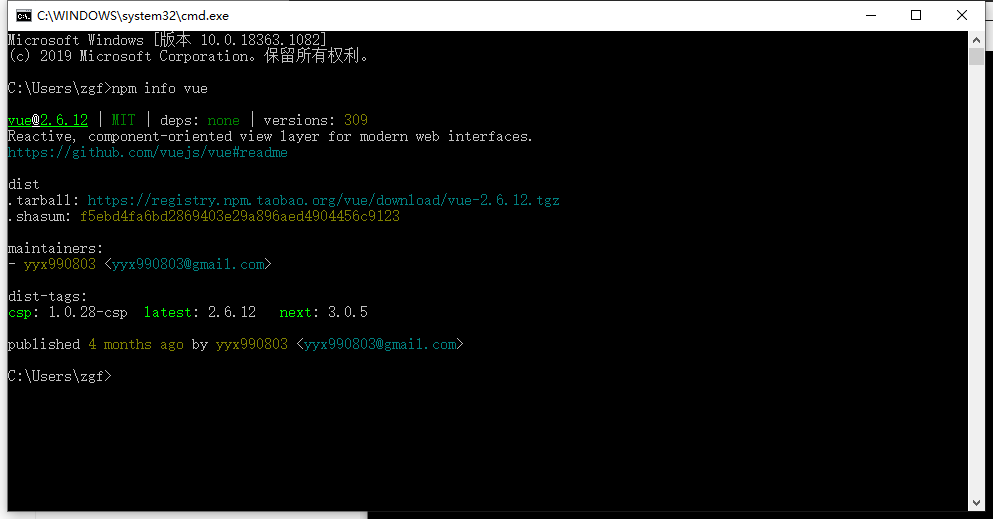 C:\WINDOWS\system32\cmd.exe
Microsoft Windows [版本 10.0.18363.1082]
(c) 2019 Microsoft Corporation。保留所有权利。
C:\Users\zgf>npm info vue
vue@2.6.12 | MIT | deps: none | versions: 309
Reactive, component-oriented view layer for modern web interfaces.
https://github.com/vuejs/vue#readme
dist
.tarball: https://registry.npm.taobao.org/vue/download/vue-2.6.12.tgz
.shasum: f5ebd4fa6bd2869403e29a896aed4904456c9123
maintainers:
- yyx990803 <yyx990803@gmail.com>
dist-tags:
csp: 1.0.28-csp  latest: 2.6.12   next: 3.0.5
published 4 months ago by yyx990803 <yyx990803@gmail.com>
C:\Users\zgf>